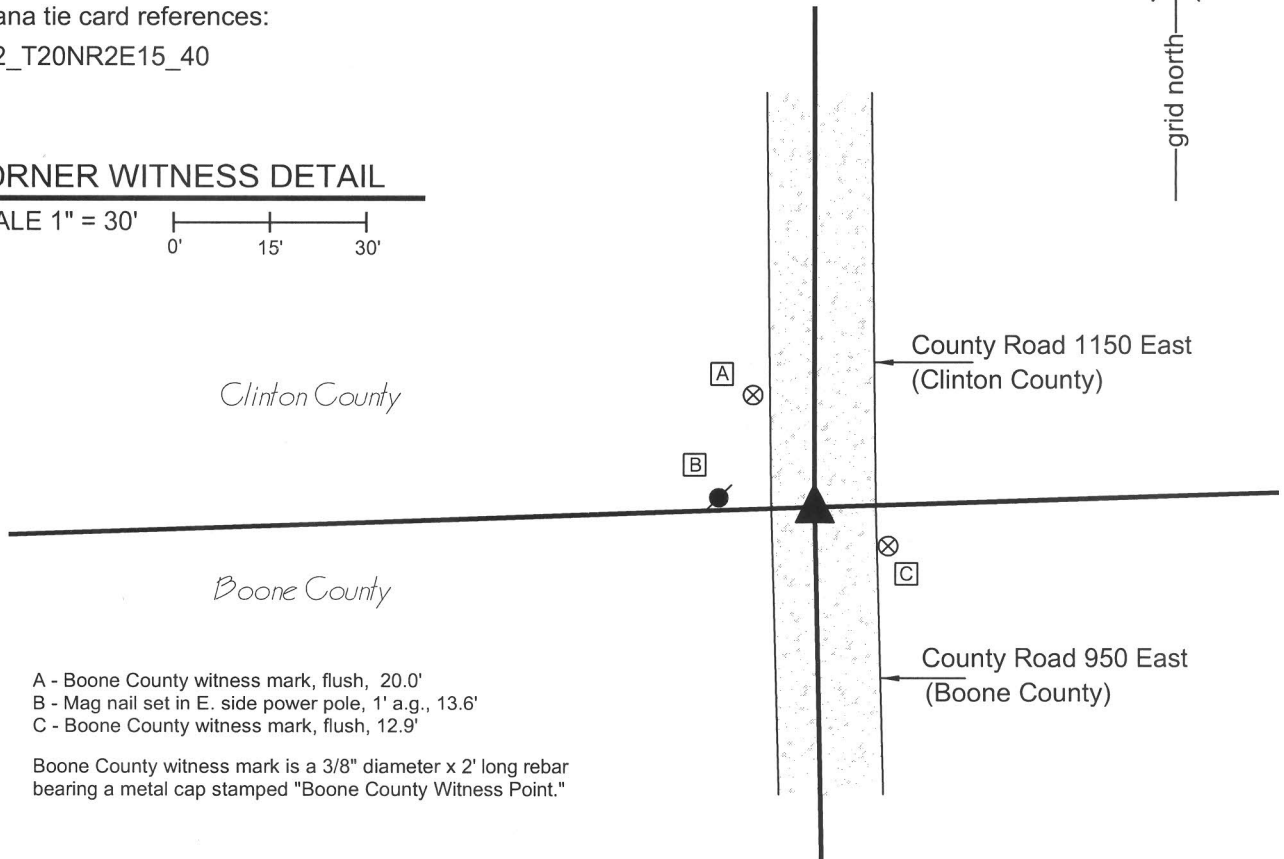 ana tie card references:
2_T20NR2E15_40
grid north
ORNER WITNESS DETAIL
ALE 1" = 30'
0' 15' 30'
County Road 1150 East
(Clinton County)
A
Clinton County
B
C
Boone County
County Road 950 East
(Boone County)
A - Boone County witness mark, flush, 20.0'
B - Mag nail set in E. side power pole, 1' a.g., 13.6'
C - Boone County witness mark, flush, 12.9'
Boone County witness mark is a 3/8" diameter x 2' long rebar
bearing a metal cap stamped "Boone County Witness Point."